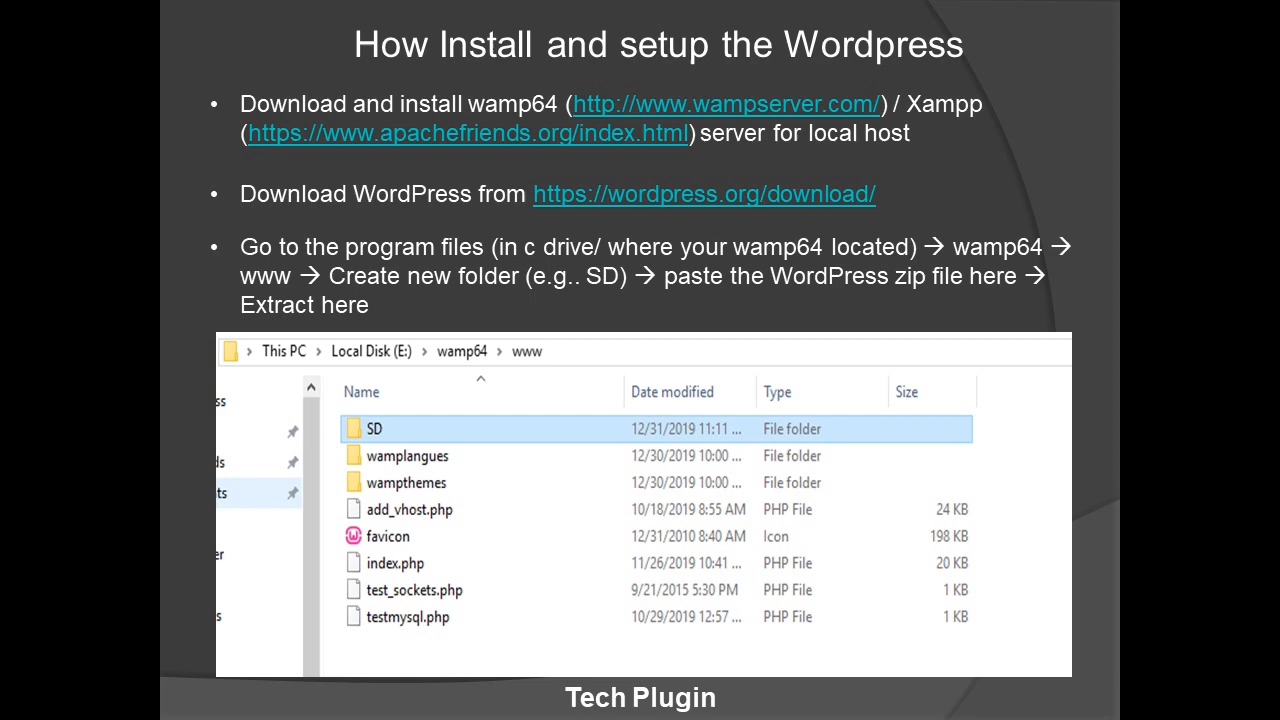 How Install and setup the Wordpress
• Download and install wamp64 (http://www.wampserver.com/) / Xampp
(https://www.apachefriends.org/index.html) server for local host
• Download WordPress from https://wordpress.org/download/
• Go to the program files (in c drive/ where your wamp64 located) → wamp64 →
www → Create new folder (e.g.. SD) → paste the WordPress zip file here →
Extract here
This PC › Local Disk (E:) › wamp64 › www
Name Date modified Type Size
ss
SD 12/31/2019 11:11 ... File folder
wamplangues 12/30/2019 10:00 ... File folder
ds
wampthemes 12/30/2019 10:00 ... File folder
ts
add_vhost.php 10/18/2019 8:55 AM PHP File 24 KB
favicon 12/31/2010 8:40 AM Icon 198 KB
er
index.php 11/26/2019 10:41 ... PHP File 20 KB
test_sockets.php 9/21/2015 5:30 PM PHP File 1 KB
s
testmysql.php 10/29/2019 12:57 ... PHP File 1 KB
Tech Plugin